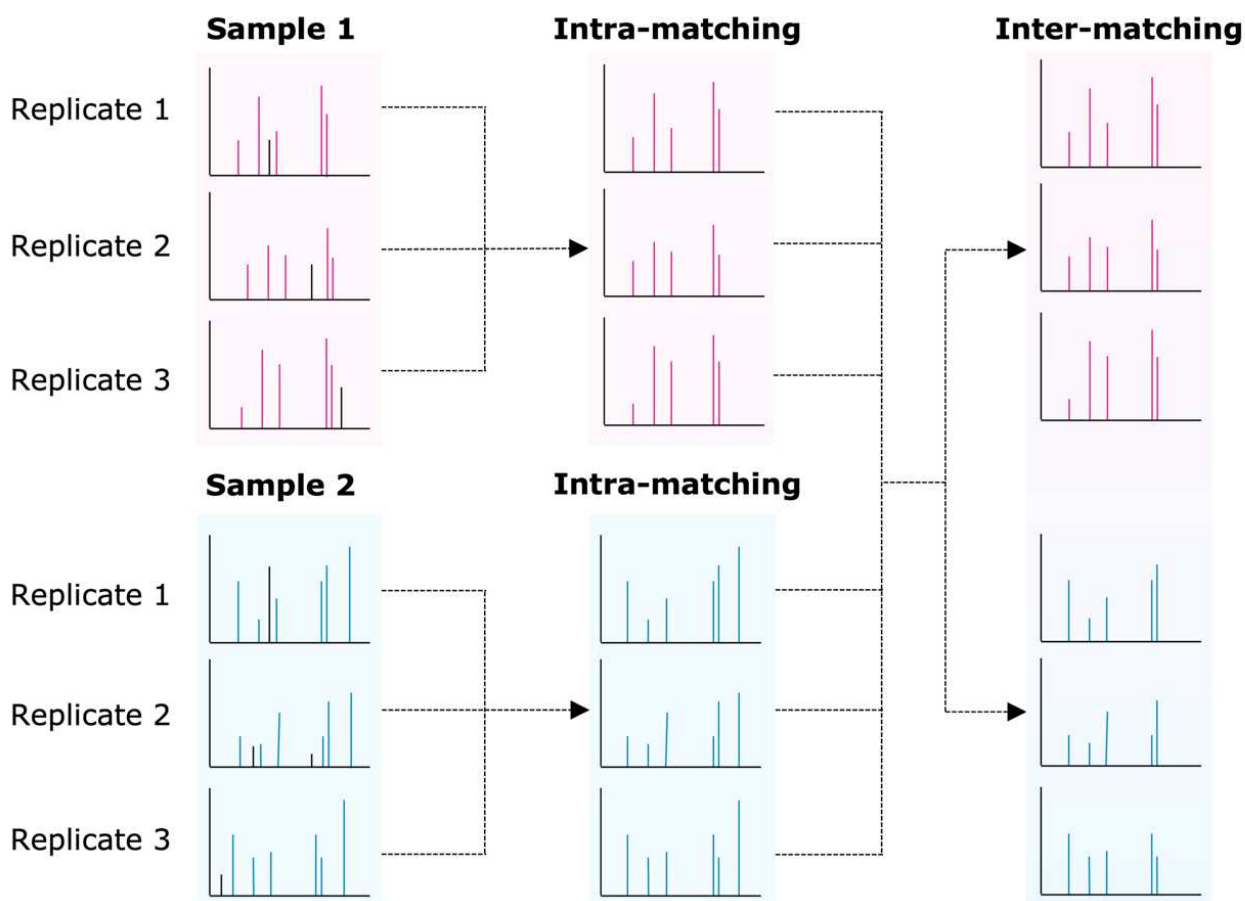 Sample 1 Intra-matching Inter-matching
Replicate 1
Replicate 2
Replicate 3
Sample 2 Intra-matching
Replicate 1
Replicate 2
Replicate 3